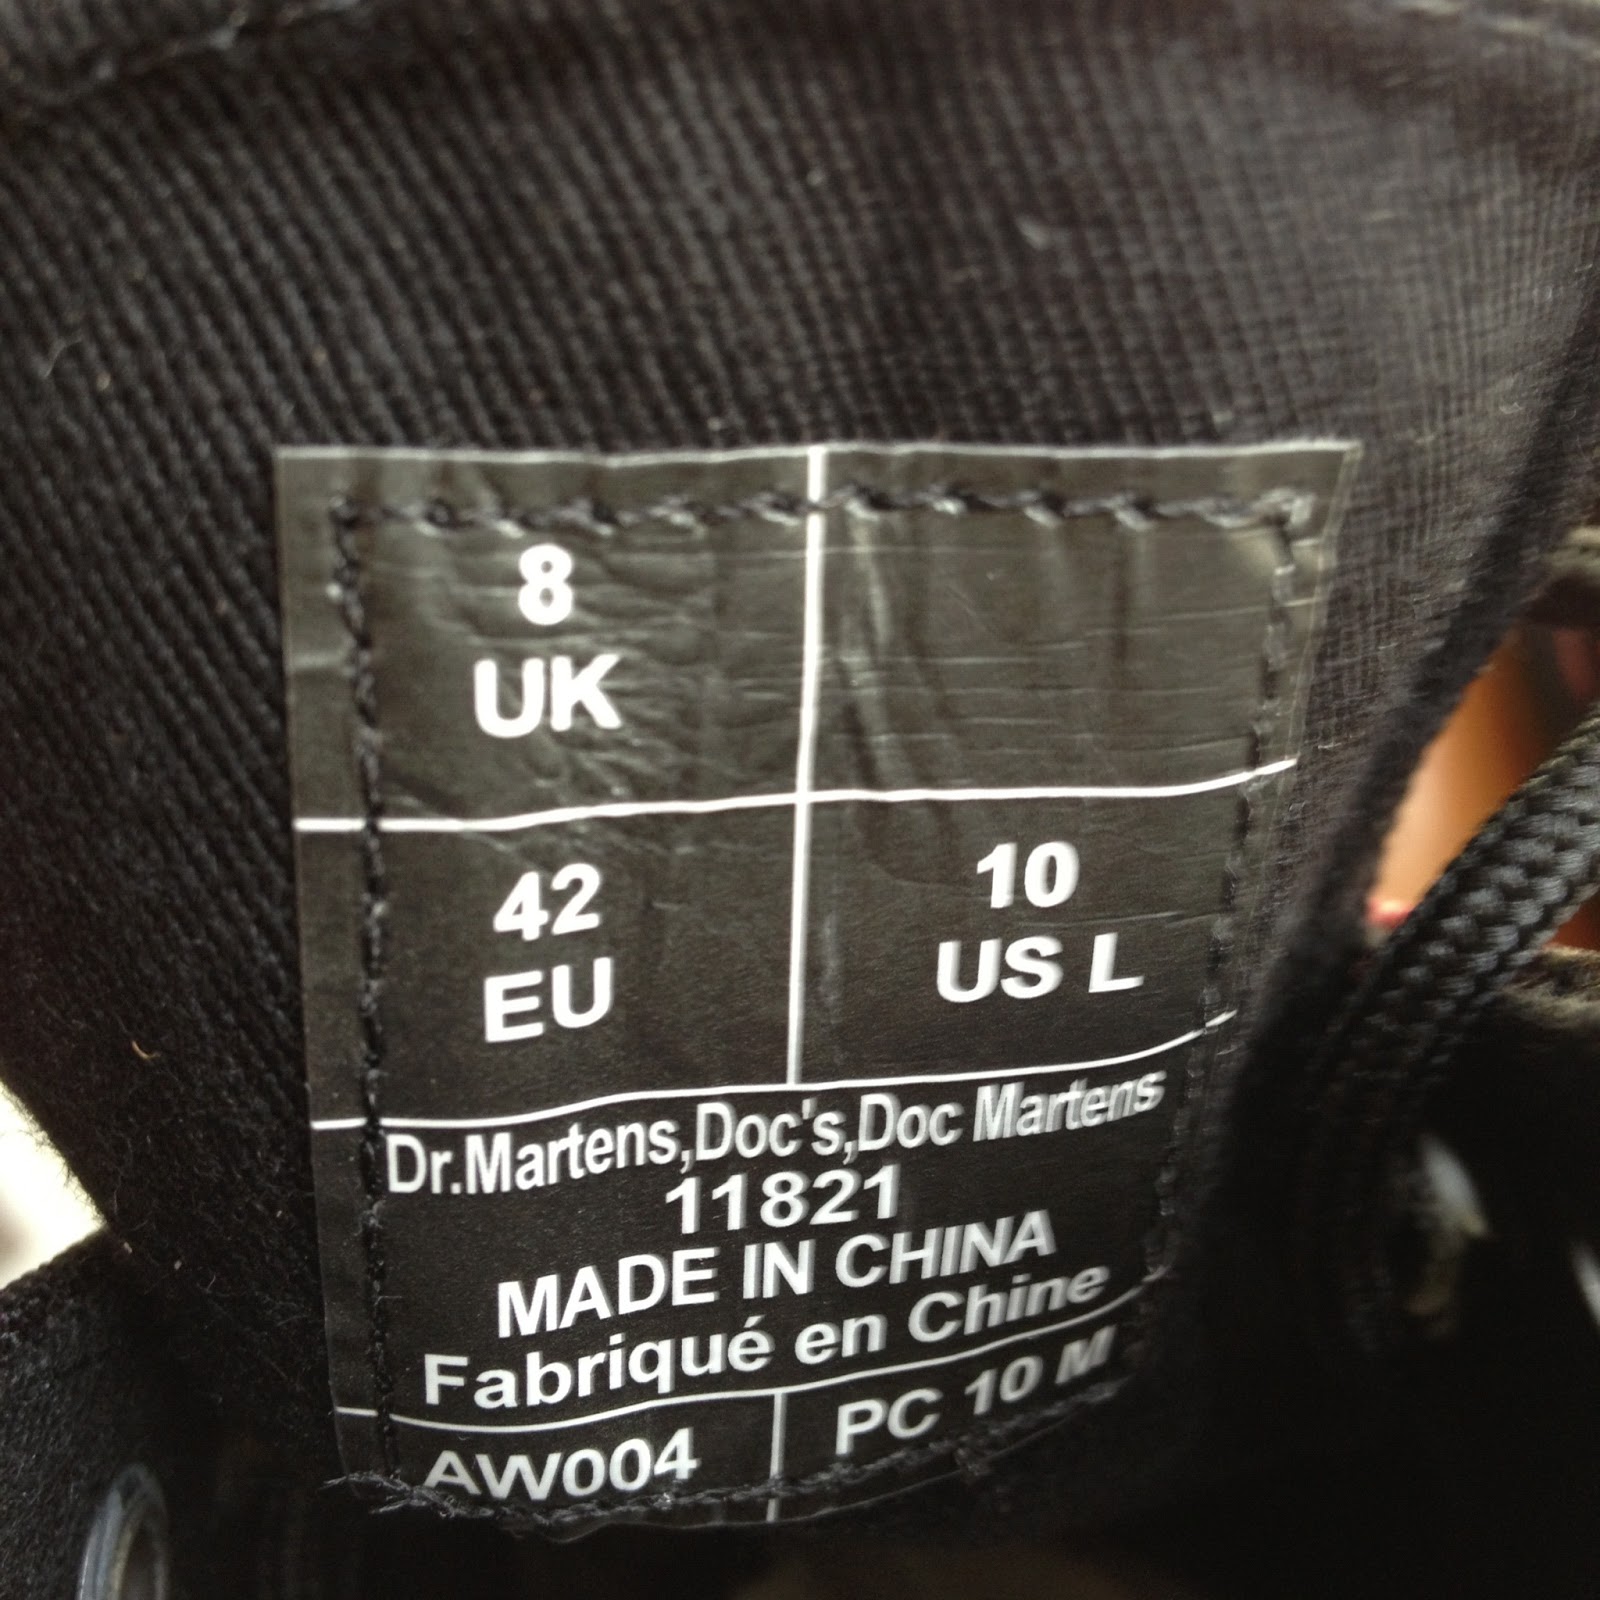 8
UK
42
EU
10
US L
Dr.Martens,Doc's,Doc Martens
11821
MADE IN CHINA
Fabriqué en Chine
AW004
PC 10 M